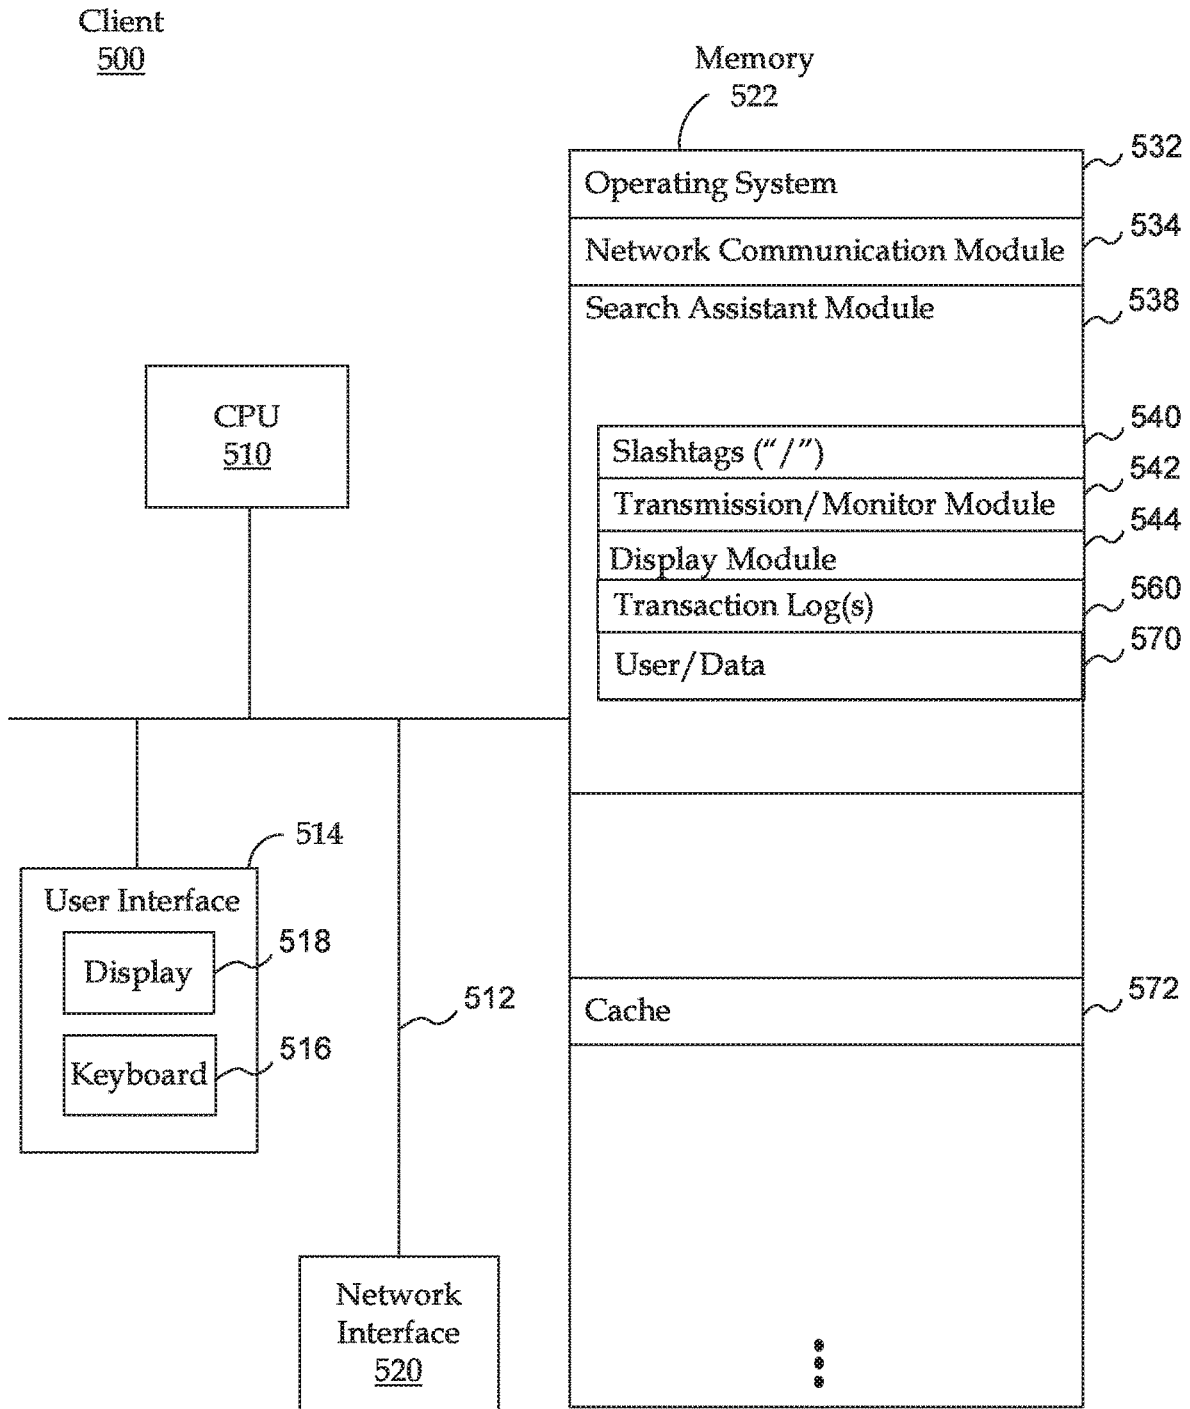 Client
500
Memory
522
532
Operating System
534
Network Communication Module
538
Search Assistant Module
CPU
510
540
Slashtags ("/")
542
Transmission/Monitor Module
544
Display Module
560
Transaction Log(s)
570
User/Data
514
User Interface
518
Display
516
Keyboard
512
572
Cache
Network
Interface
520